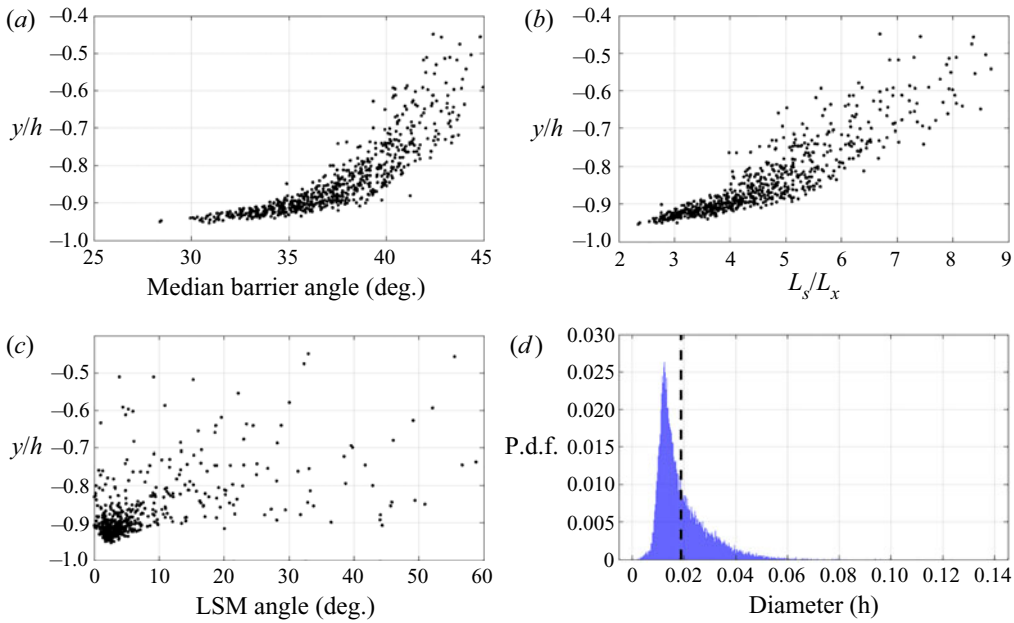 (a)
–0.4
–0.5
–0.6
–0.7
–0.8
–0.9
–1.0
y/h
25 30 35 40 45
Median barrier angle (deg.)
(b)
–0.4
–0.5
–0.6
–0.7
–0.8
–0.9
–1.0
y/h
2 3 4 5 6 7 8 9
Ls/Lx
(c)
–0.5
–0.6
–0.7
–0.8
–0.9
–1.0
y/h
0 10 20 30 40 50 60
LSM angle (deg.)
(d)
0.030
0.025
0.020
0.015
0.010
0.005
0
P.d.f.
0 0.02 0.04 0.06 0.08 0.10 0.12 0.14
Diameter (h)